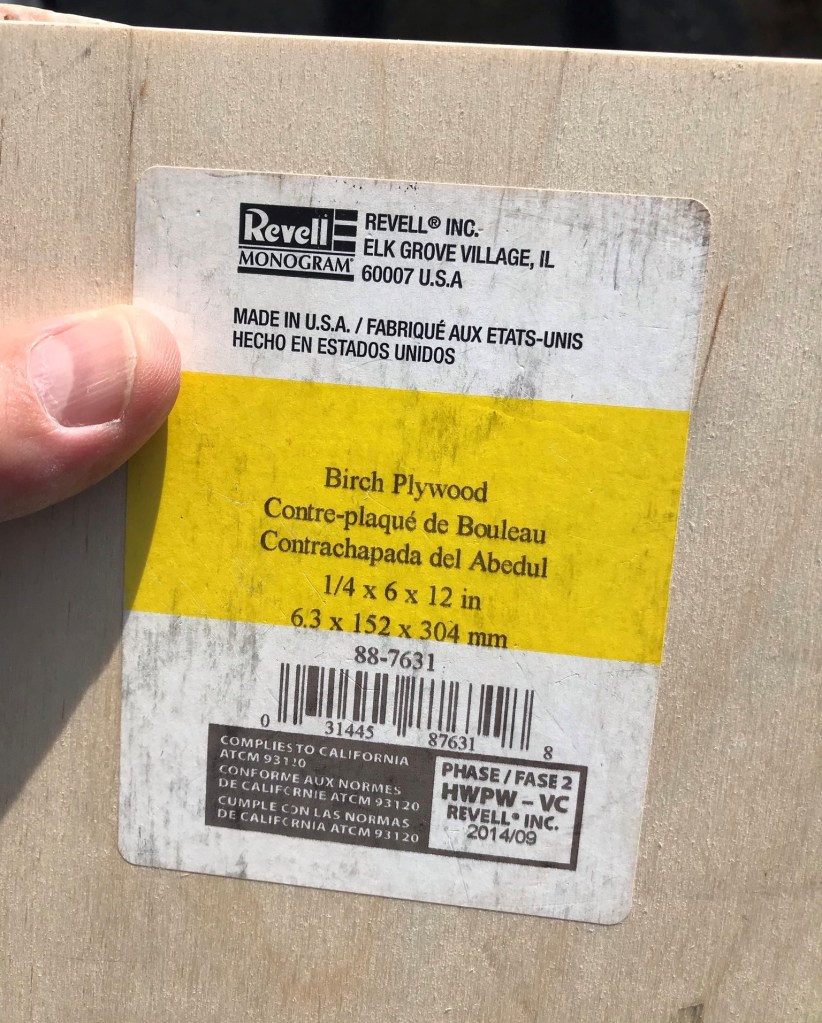 Revell
MONOGRAM
REVELL® INC.
ELK GROVE VILLAGE, IL
60007 U.S.A
MADE IN U.S.A. / FABRIQUÉ AUX ETATS-UNIS
HECHO EN ESTADOS UNIDOS
Birch Plywood
Contre-plaqué de Bouleau
Contrachapada del Abedul
1/4 x 6 x 12 in
6.3 x 152 x 304 mm
88-7631
0 31445 87631 8
COMPLIES TO CALIFORNIA
ATCM 93120
CONFORME AUX NORMES
DE CALIFORNIE ATCM 93120
CUMPLE CON LAS NORMAS
DE CALIFORNIA ATCM 93120
PHASE / FASE 2
HWPW – VC
REVELL® INC.
2014/09